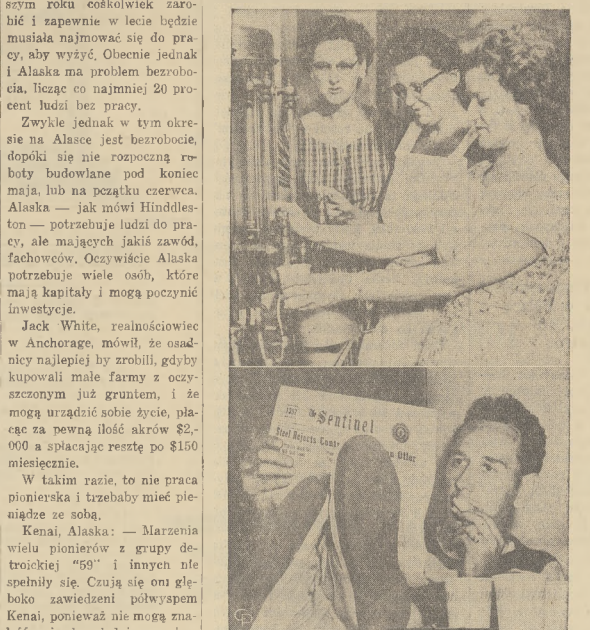 szym roku cośkolwiek zaro-
bić i zapewnie w lecie będzie
musiała najmować się do pra-
cy, aby wyżyć. Obecnie jednak
i Alaska ma problem bezrobo-
cia, licząc co najmniej 20 pro-
cent ludzi bez pracy.
Zwykle jednak w tym okre-
sie na Alasce jest bezrobocie,
dopóki się nie rozpoczną ro-
boty budowlane pod koniec
maja, lub na pczątku czerwca.
Alaska — jak mówi Hinddles-
ton — potrzebuje ludzi do pra-
cy, ale mających jakiś zawód,
fachowców. Oczywiście Alaska
potrzebuje wiele osób, które
mają kapitały i mogą poczynić
inwestycje.
Jack White, realnościowiec
w Anchorage, mówił, że osad-
nicy najlepiej by zrobili, gdyby
kupowali małe farmy z oczy-
szczonym już gruntem, i że
mogą urządzić sobie życie, pła-
cąc za pewną ilość akrów $2,-
000 a spłacając resztę po $150
miesięcznie.
W takim razie, to nie praca
pionierska i trzebaby mieć pie-
niądze ze sobą.
Kenai, Alaska: — Marzenia
wielu pionierów z grupy de-
troickiej "59" i innych nie
spełniły się. Czują się oni głę-
boko zawiedzeni półwyspem
Kenai, ponieważ nie mogą zna-
The Sentinel
Steel Rejects
Offer
CP